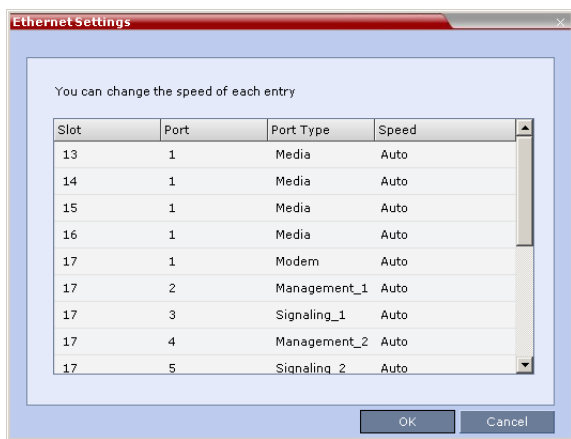 Ethernet Settings
You can change the speed of each entry
Slot Port Port Type Speed
13 1 Media Auto
14 1 Media Auto
15 1 Media Auto
16 1 Media Auto
17 1 Modem Auto
17 2 Management_1 Auto
17 3 Signaling_1 Auto
17 4 Management_2 Auto
17 5 Signaling_2 Auto
OK Cancel